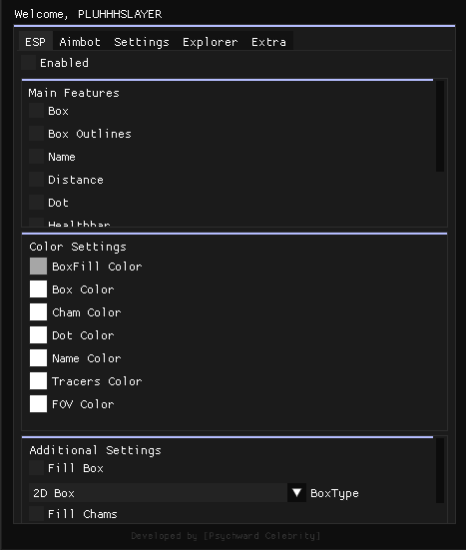 Welcome, PLUHHHSLAYER
ESP Aimbot Settings Explorer Extra
Enabled
Main Features
Box
Box Outlines
Name
Distance
Dot
Healthbar
Color Settings
BoxFill Color
Box Color
Cham Color
Dot Color
Name Color
Tracers Color
FOV Color
Additional Settings
Fill Box
2D Box BoxType
Fill Chams
Developed by [Psychward Celebrity]